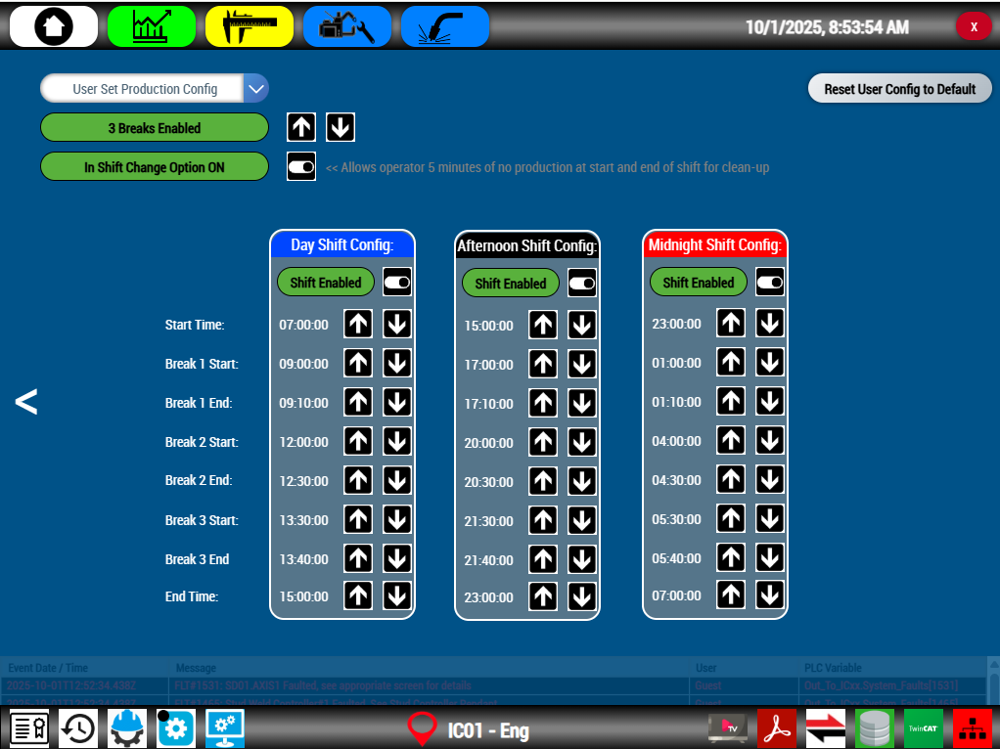 10/1/2025, 8:53:54 AM
X
User Set Production Config
Reset User Config to Default
3 Breaks Enabled
In Shift Change Option ON
<< Allows operator 5 minutes of no production at start and end of shift for clean-up
Day Shift Config: Afternoon Shift Config: Midnight Shift Config:
Shift Enabled Shift Enabled Shift Enabled
Start Time: 07:00:00 15:00:00 23:00:00
Break 1 Start: 09:00:00 17:00:00 01:00:00
Break 1 End: 09:10:00 17:10:00 01:10:00
<
Break 2 Start: 12:00:00 20:00:00 04:00:00
Break 2 End: 12:30:00 20:30:00 04:30:00
Break 3 Start: 13:30:00 21:30:00 05:30:00
Break 3 End 13:40:00 21:40:00 05:40:00
End Time: 15:00:00 23:00:00 07:00:00
Event Date / Time Message User PLC Variable
2025-10-01T12:52:34.438Z FLT#1531: SD01.AXIS1 Faulted, see appropriate screen for details Guest Out_To_ICxx.System_Faults[1531]
IC01 - Eng
TV
TwinCAT